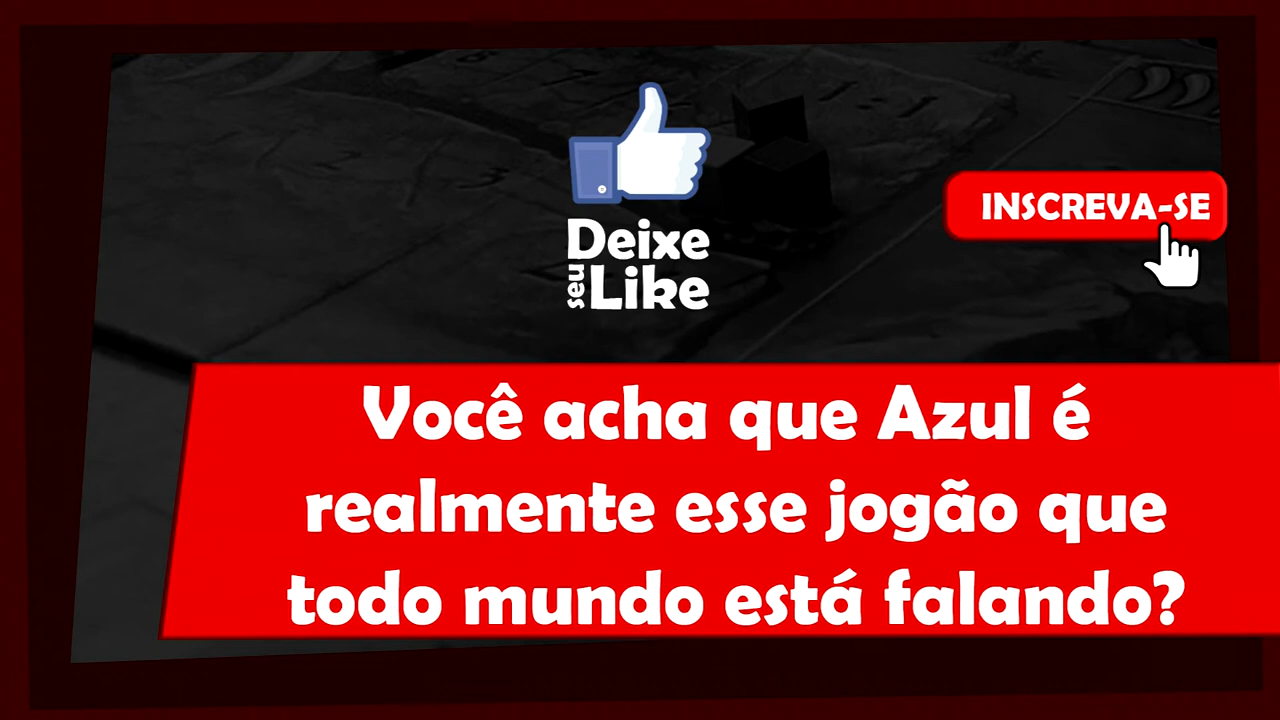 Deixe
seu Like
INSCREVA-SE
Você acha que Azul é
realmente esse jogão que
todo mundo está falando?